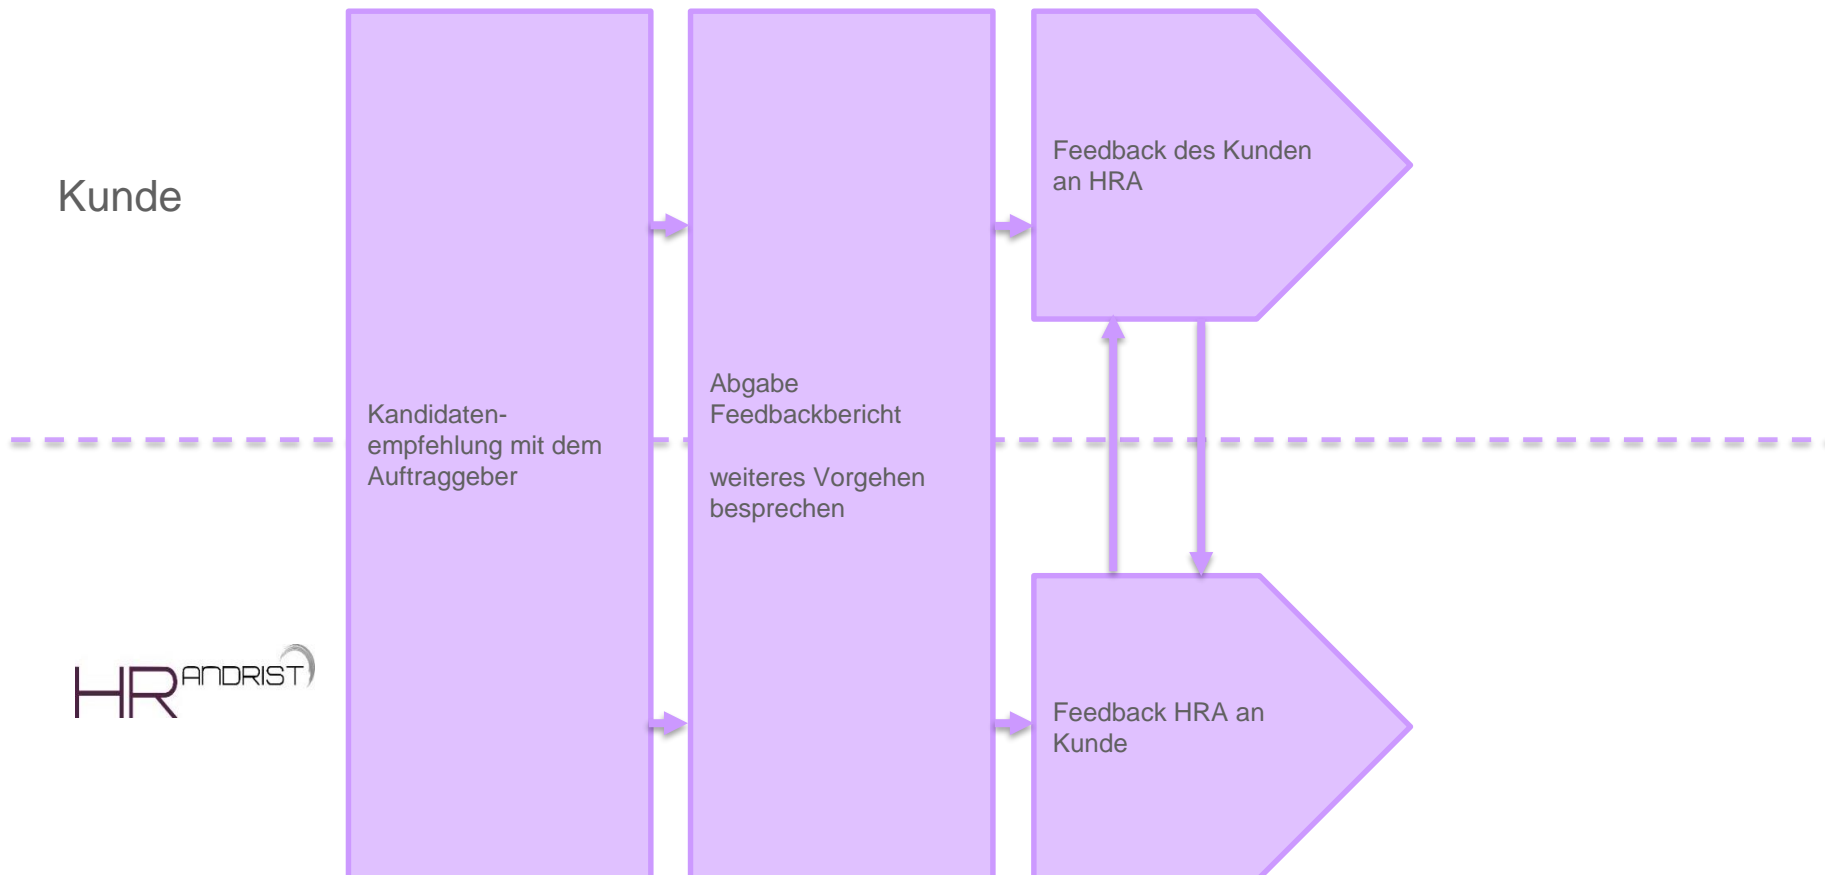 Kunde
Kandidaten-
empfehlung mit dem
Auftraggeber
Abgabe
Feedbackbericht
weiteres Vorgehen
besprechen
Feedback des Kunden
an HRA
HR ANDRIST
Feedback HRA an
Kunde